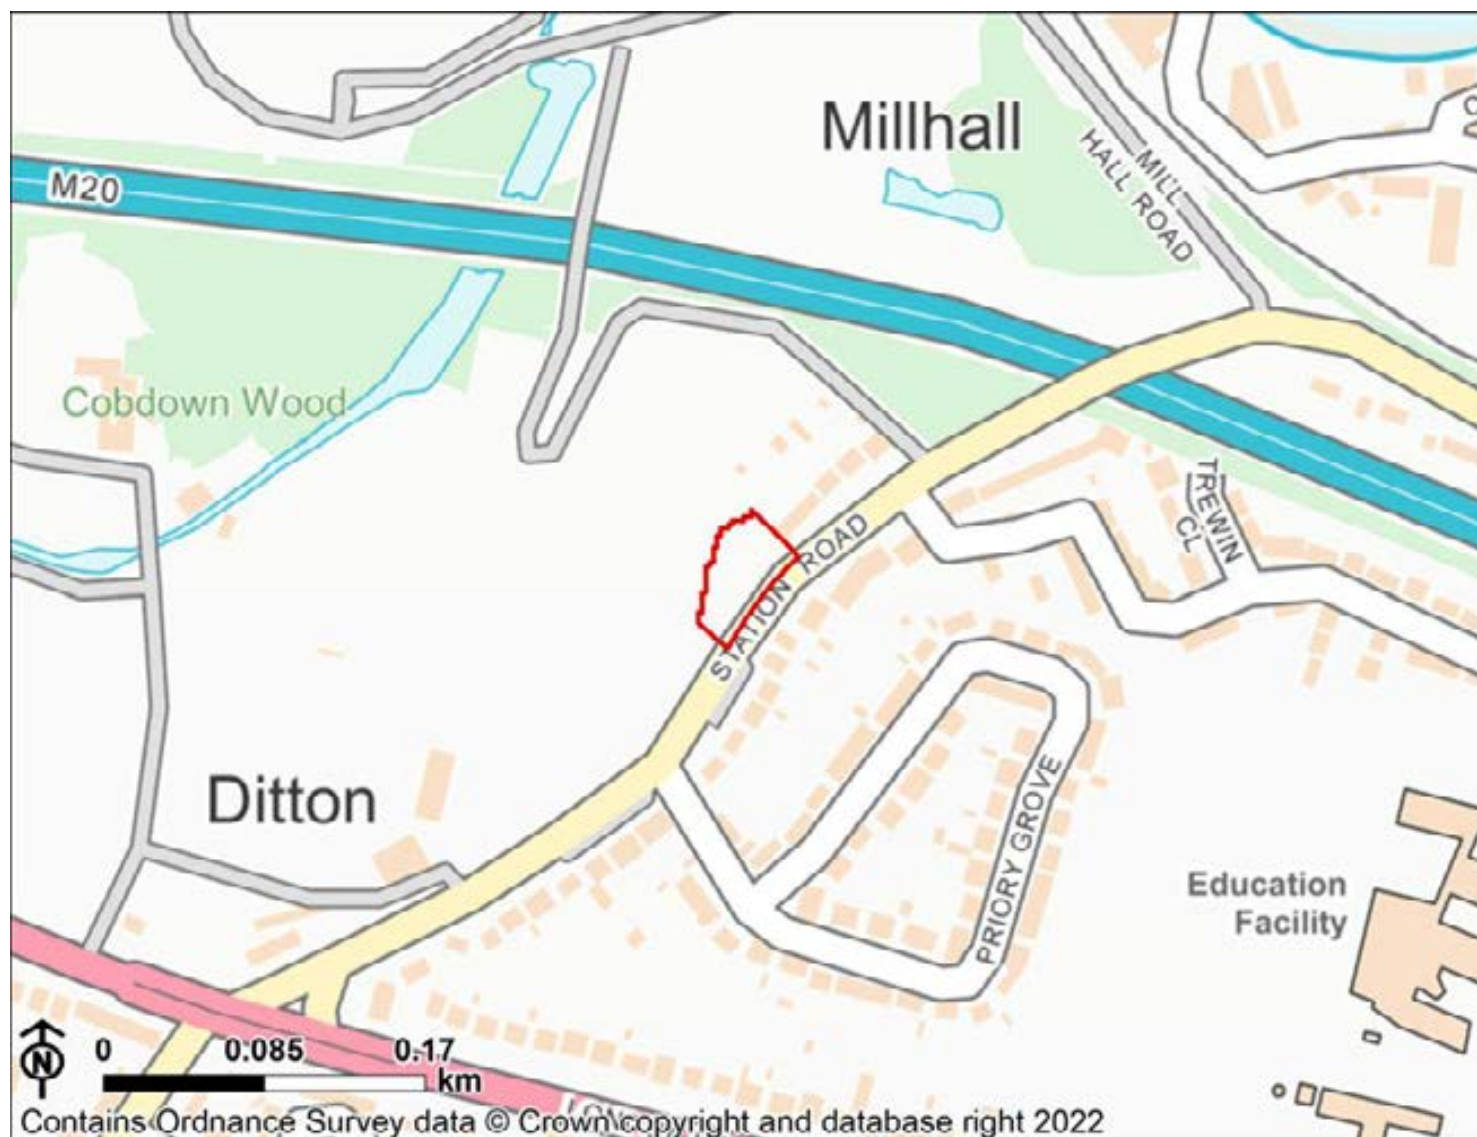 Millhall
MILL
HALL ROAD
M20
Cobdown Wood
TREWIN
CL
STATION ROAD
Ditton
PRIORY GROVE
Education
Facility
N
0 0.085 0.17
km
Contains Ordnance Survey data © Crown copyright and database right 2022